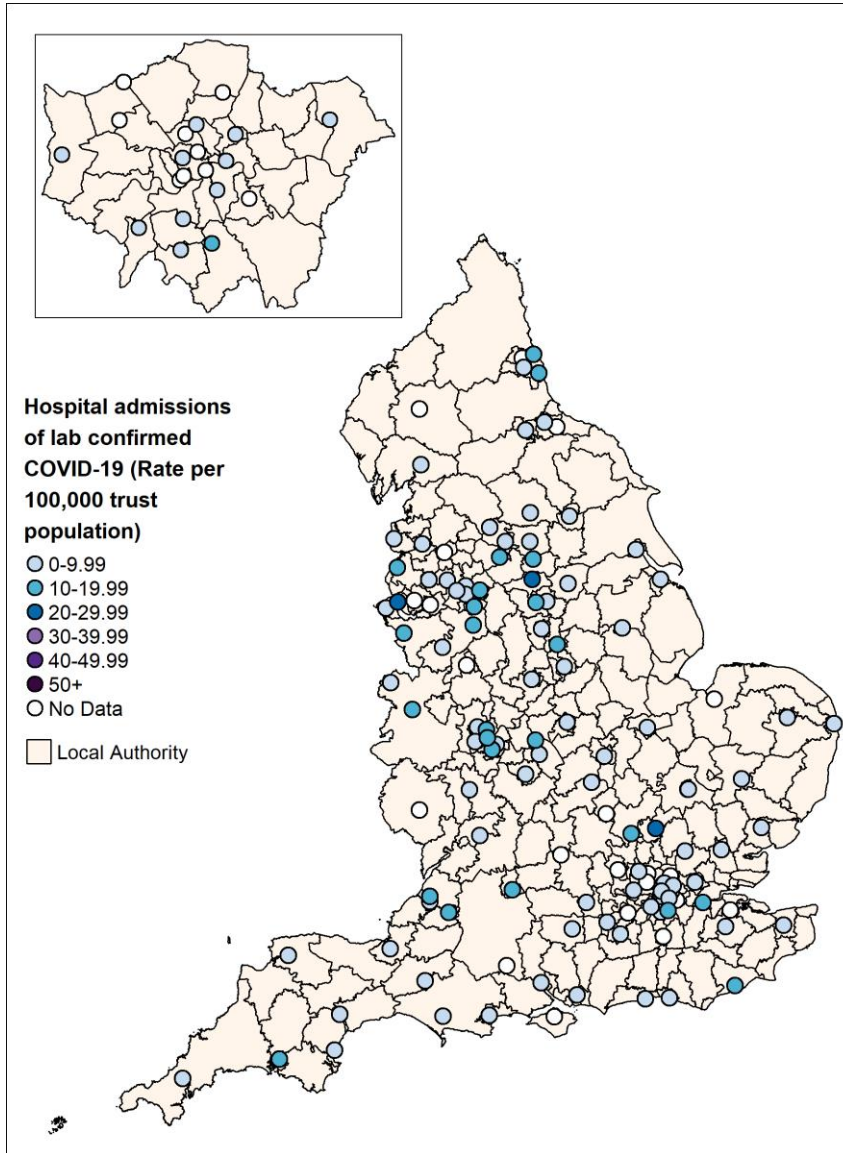 Hospital admissions
of lab confirmed
COVID-19 (Rate per
100,000 trust
population)
0-9.99
10-19.99
20-29.99
30-39.99
40-49.99
50+
No Data
Local Authority